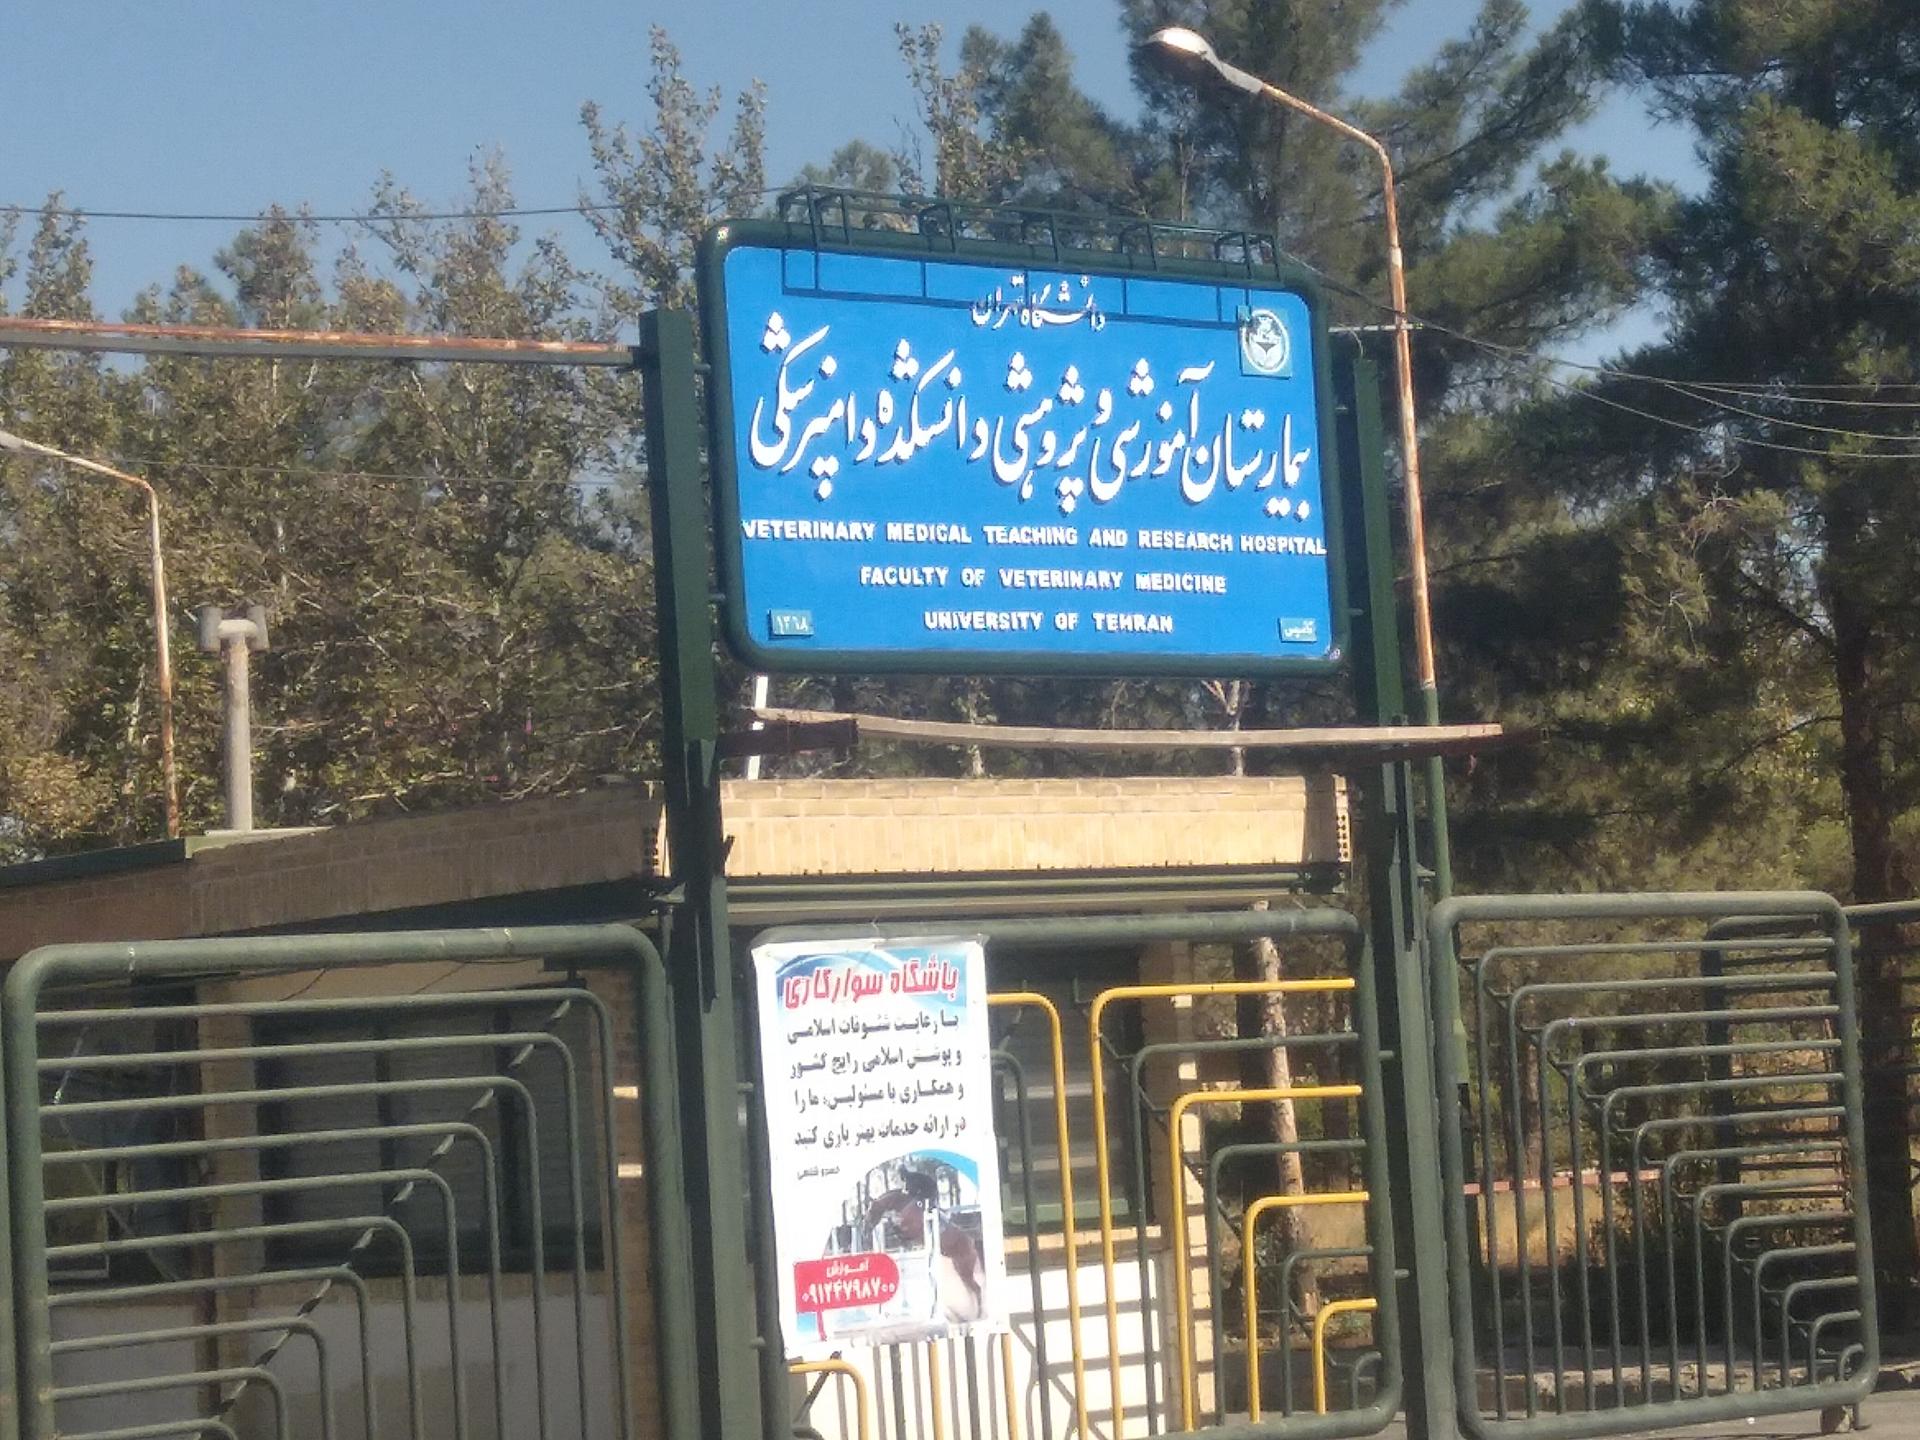 دانشگاه تهران
بیمارستان آموزشی و پژوهشی دانشکده دامپزشکی
VETERINARY MEDICAL TEACHING AND RESEARCH HOSPITAL
FACULTY OF VETERINARY MEDICINE
UNIVERSITY OF TEHRAN
تاسیس ۱۳۶۸
باشگاه سوارکاری
با رعایت شئونات اسلامی
و پوشش اسلامی رایج کشور
و همکاری با مسئولین، ما را
در ارائه خدمات بهتر یاری کنید
آموزش
۰۹۱۲۴۷۹۸۷۰۰